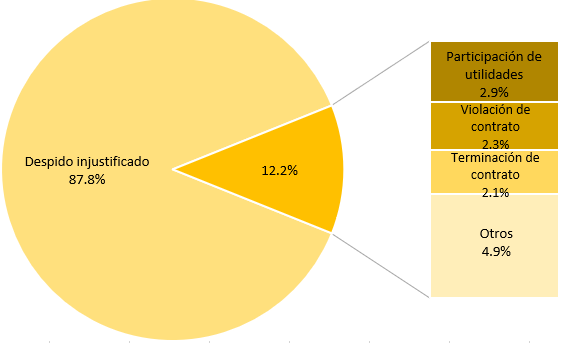 Despido injustificado
87.8%
12.2%
Participación de
utilidades
2.9%
Violación de
contrato
2.3%
Terminación de
contrato
2.1%
Otros
4.9%